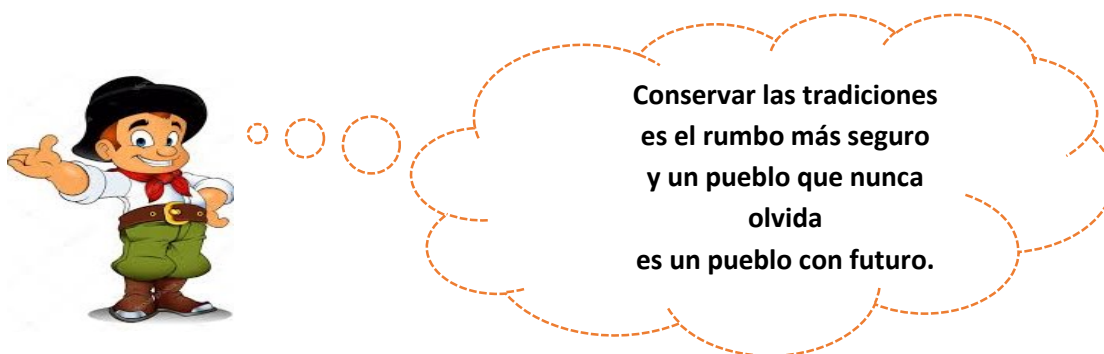 Conservar las tradiciones
es el rumbo más seguro
y un pueblo que nunca
olvida
es un pueblo con futuro.